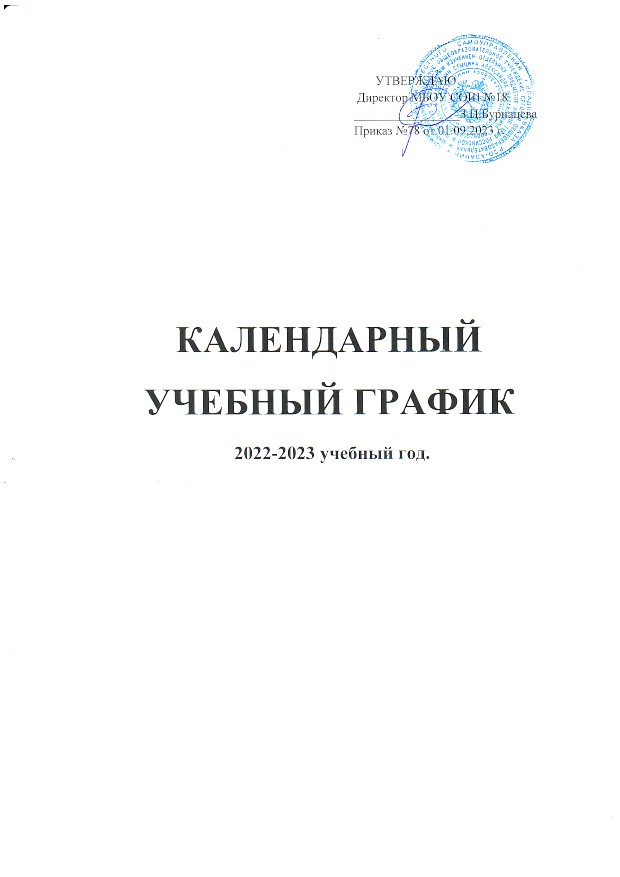 УТВЕРЖДАЮ
Директор МБОУ СОШ №18
З.Ц.Бурнацева
Приказ №78 от 01.09.2023 г.
КАЛЕНДАРНЫЙ
УЧЕБНЫЙ ГРАФИК
2022-2023 учебный год.